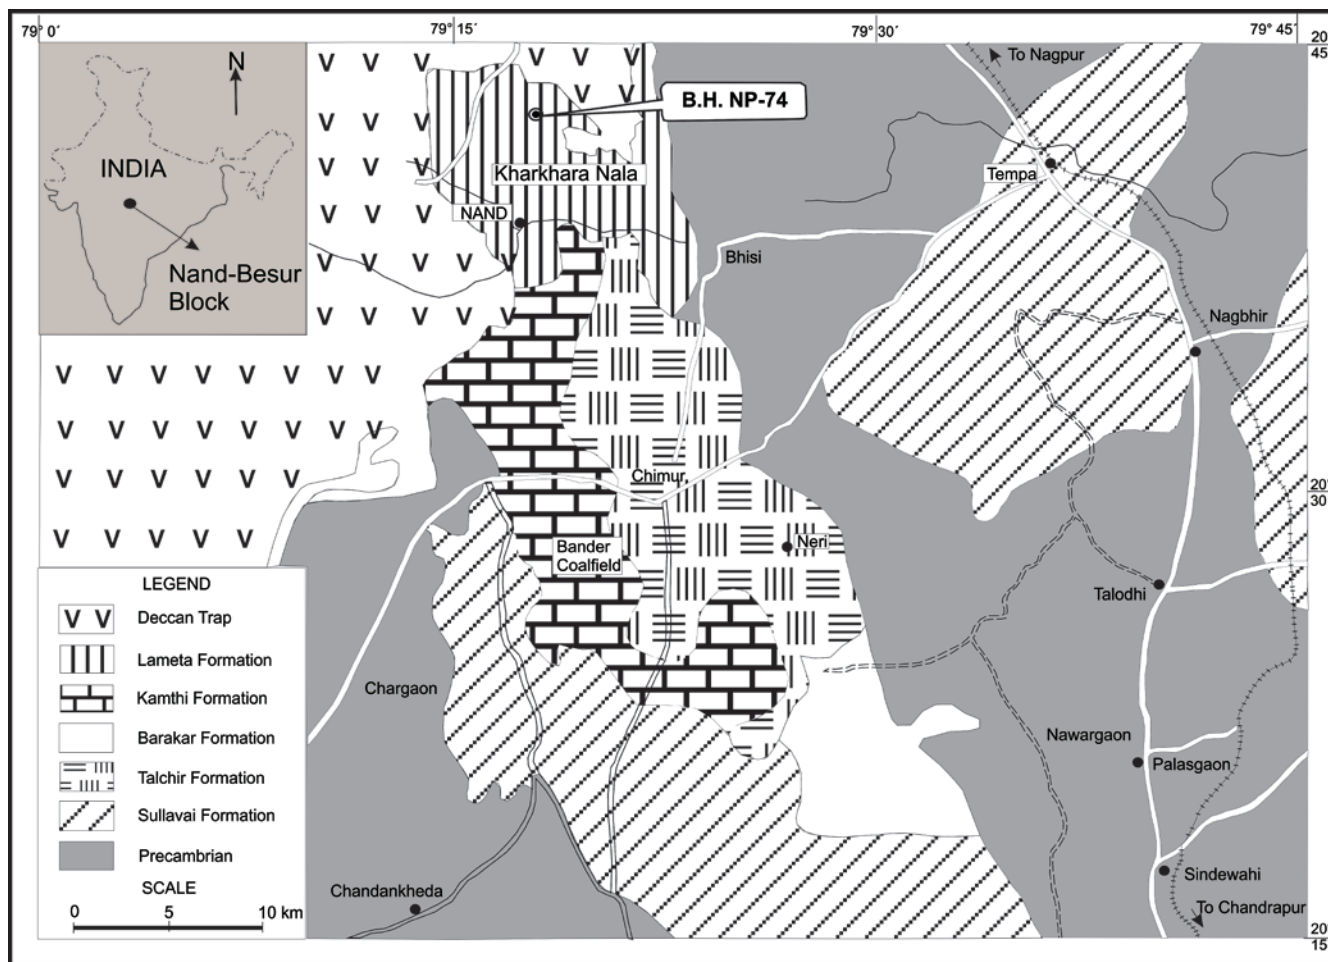 79° 0´
79° 15´
79° 30´
79° 45´
20
45
N
INDIA
Nand-Besur
Block
To Nagpur
B.H. NP-74
Kharkhara Nala
NAND
Tempa
Bhisi
Nagbhir
Chimur
20
30
Neri
Bander
Coalfield
Talodhi
Chargaon
Nawargaon
Palasgaon
Sindewahi
Chandankheda
To Chandrapur
20
15
LEGEND
V V Deccan Trap
Lameta Formation
Kamthi Formation
Barakar Formation
Talchir Formation
Sullavai Formation
Precambrian
SCALE
0 5 10 km